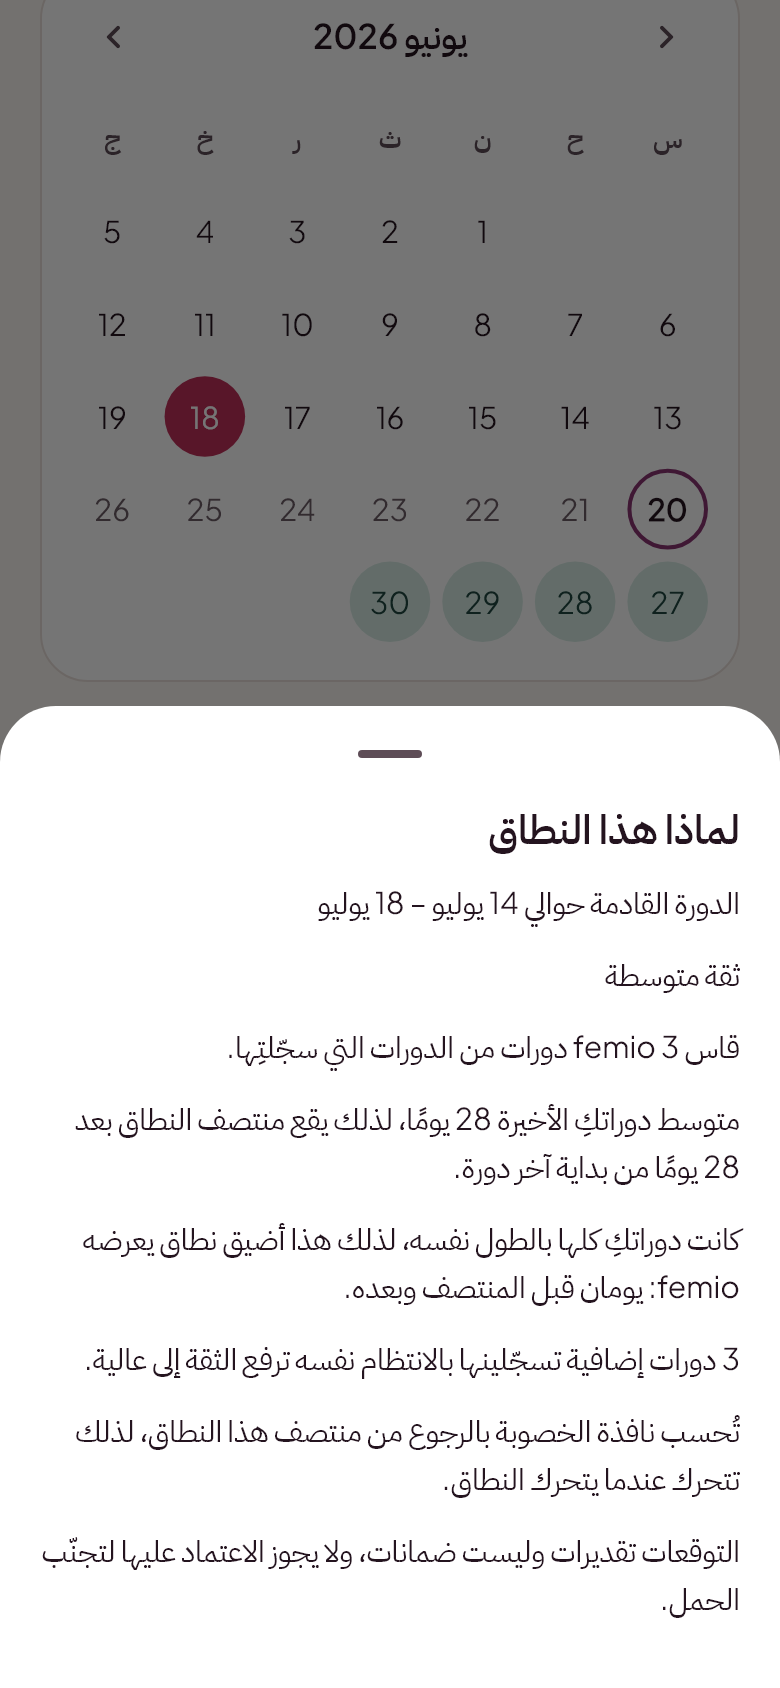 يونيو 2026
س ح ن ث ر خ ج
1 2 3 4 5
6 7 8 9 10 11 12
13 14 15 16 17 18 19
20 21 22 23 24 25 26
27 28 29 30
لماذا هذا النطاق
الدورة القادمة حوالي 14 يوليو – 18 يوليو
ثقة متوسطة
قاس femio 3 دورات من الدورات التي سجّلتِها.
متوسط دوراتكِ الأخيرة 28 يومًا، لذلك يقع منتصف النطاق بعد
28 يومًا من بداية آخر دورة.
كانت دوراتكِ كلها بالطول نفسه، لذلك هذا أضيق نطاق يعرضه
femio: يومان قبل المنتصف وبعده.
3 دورات إضافية تسجّلينها بالانتظام نفسه ترفع الثقة إلى عالية.
تُحسب نافذة الخصوبة بالرجوع من منتصف هذا النطاق، لذلك
تتحرك عندما يتحرك النطاق.
التوقعات تقديرات وليست ضمانات، ولا يجوز الاعتماد عليها لتجنّب
الحمل.